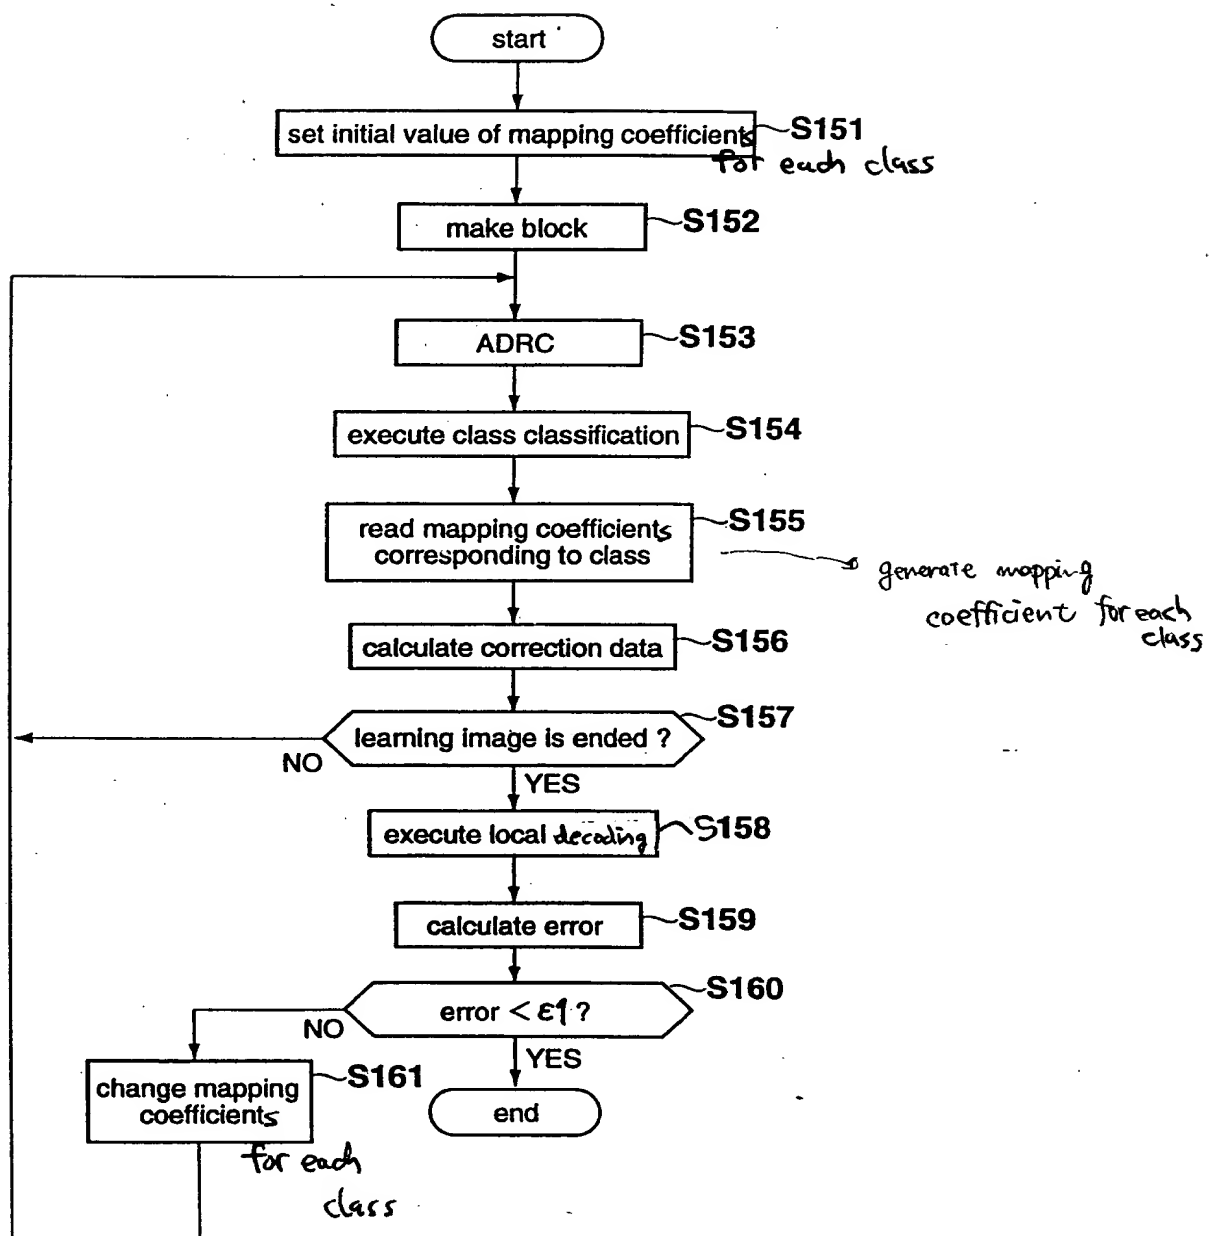 start
set initial value of mapping coefficients
S151
for each class
make block
S152
ADRC
S153
execute class classification
S154
read mapping coefficients
corresponding to class
S155
generate mapping
coefficient for each
class
calculate correction data
S156
learning image is ended ?
S157
NO
YES
execute local decoding
S158
calculate error
S159
error < ε1 ?
S160
NO
YES
change mapping
coefficients
S161
for each
class
end